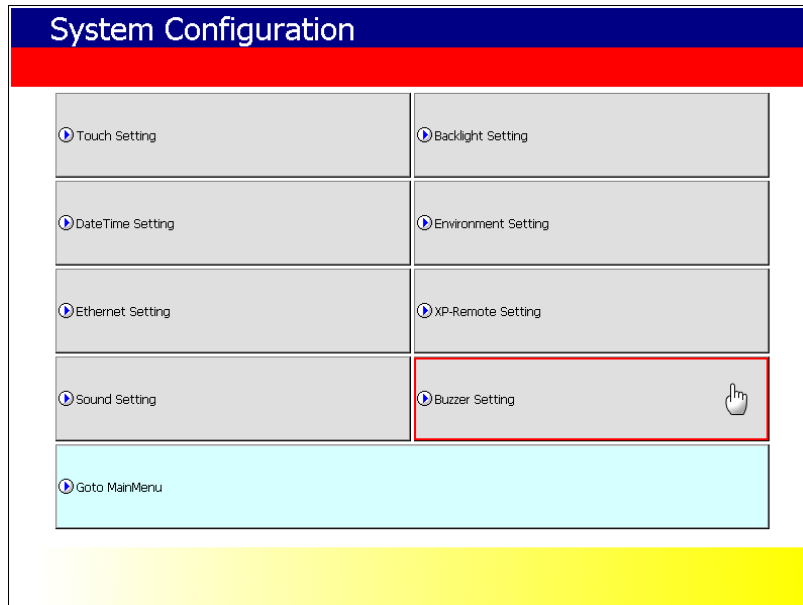 System Configuration
Touch Setting
Backlight Setting
DateTime Setting
Environment Setting
Ethernet Setting
XP-Remote Setting
Sound Setting
Buzzer Setting
Goto MainMenu